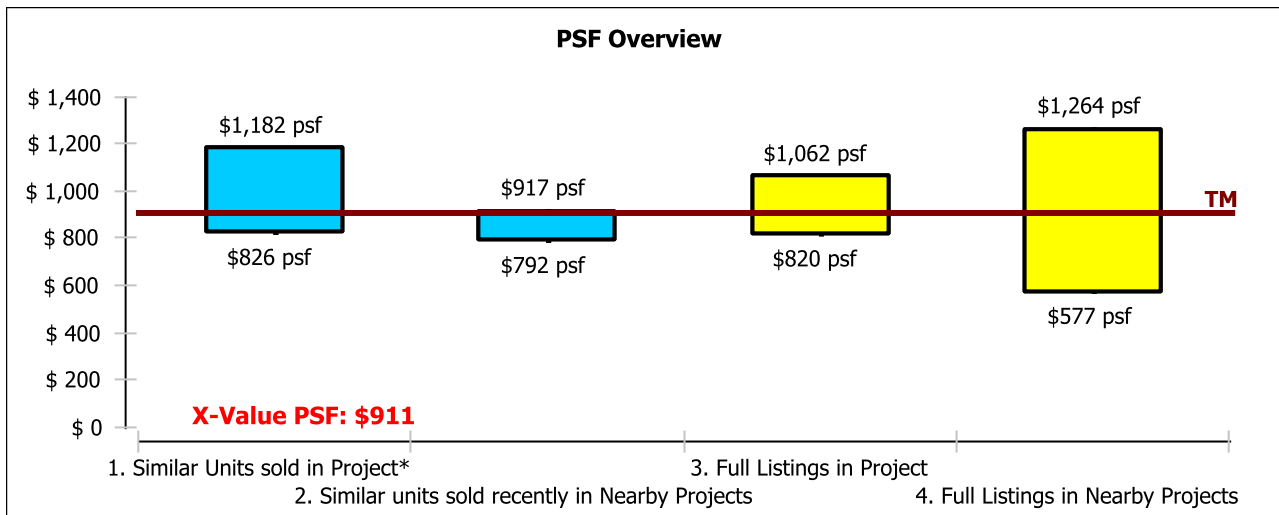 PSF Overview
$ 1,400
$ 1,200
$ 1,000
$ 800
$ 600
$ 400
$ 200
$ 0
$1,182 psf
$826 psf
$917 psf
$792 psf
$1,062 psf
$820 psf
$1,264 psf
$577 psf
TM
X-Value PSF: $911
1. Similar Units sold in Project*
2. Similar units sold recently in Nearby Projects
3. Full Listings in Project
4. Full Listings in Nearby Projects